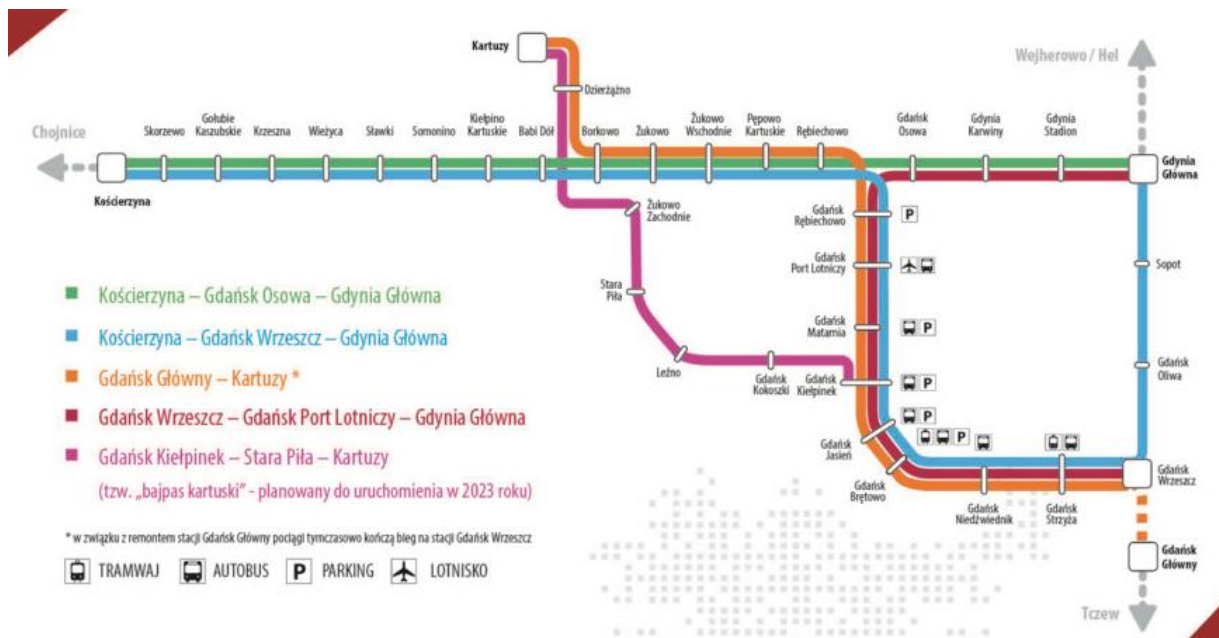 Kartuzy
Wejherowo / Hel
Dzierżążno
Chojnice
Skorzewo
Gołubie
Kaszubskie
Krzeszna
Wieżyca
Sławki
Somonino
Kiełpino
Kartuskie
Babi Dół
Borkowo
Żukowo
Żukowo
Wschodnie
Pępowo
Kartuskie
Rębiechowo
Gdańsk
Osowa
Gdynia
Karwiny
Gdynia
Stadion
Gdynia
Główna
Kościerzyna
Żukowo
Zachodnie
Gdańsk
Rębiechowo
P
Gdańsk
Port Lotniczy
Sopot
Stara
Piła
Gdańsk
Matarnia
P
Leźno
Gdańsk
Kokoszki
Gdańsk
Kiełpinek
P
Gdańsk
Oliwa
P
P
Gdańsk
Jasień
Gdańsk
Brętowo
Gdańsk
Niedźwiednik
Gdańsk
Strzyża
Gdańsk
Wrzeszcz
Gdańsk
Główny
Tczew
Kościerzyna – Gdańsk Osowa – Gdynia Główna
Kościerzyna – Gdańsk Wrzeszcz – Gdynia Główna
Gdańsk Główny – Kartuzy *
Gdańsk Wrzeszcz – Gdańsk Port Lotniczy – Gdynia Główna
Gdańsk Kiełpinek – Stara Piła – Kartuzy
(tzw. „bajpas kartuski” - planowany do uruchomienia w 2023 roku)
* w związku z remontem stacji Gdańsk Główny pociągi tymczasowo kończą bieg na stacji Gdańsk Wrzeszcz
TRAMWAJ AUTOBUS P PARKING LOTNISKO